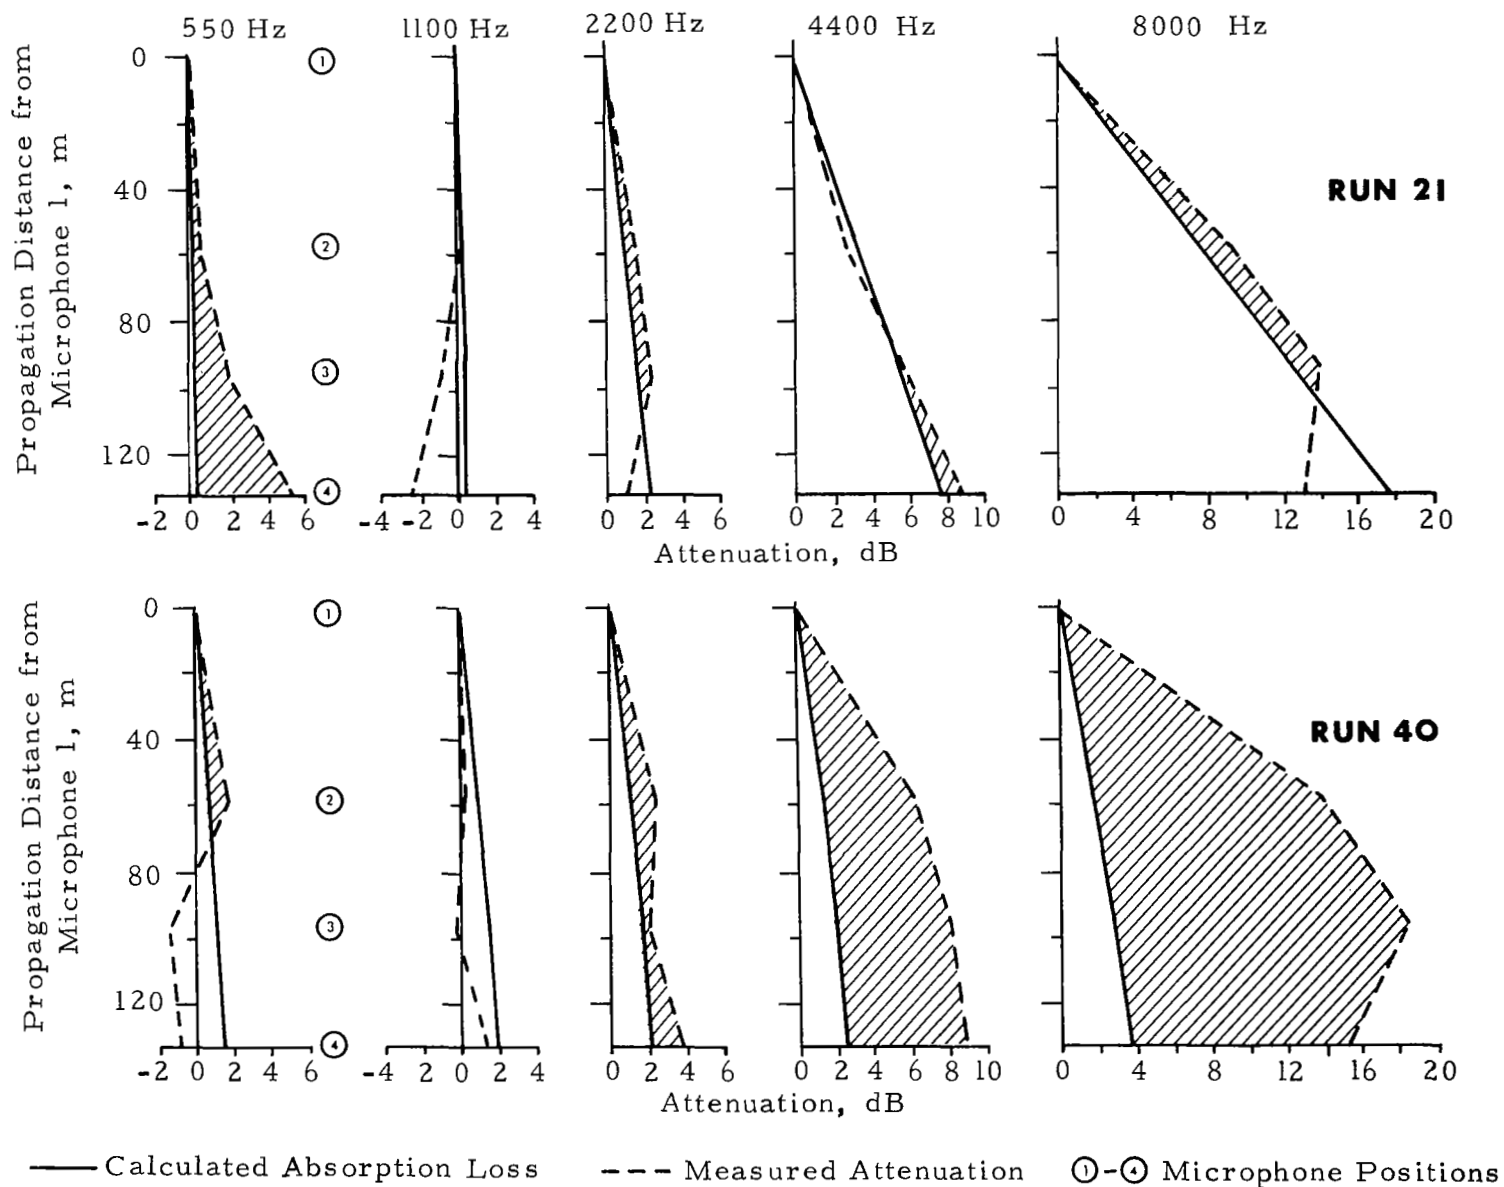 550 Hz 1100 Hz 2200 Hz 4400 Hz 8000 Hz
Propagation Distance from
Microphone 1, m
0
40
80
120
①
②
③
④
RUN 21
-2 0 2 4 6
-4 -2 0 2 4
0 2 4 6
0 2 4 6 8 10
0 4 8 12 16 20
Attenuation, dB
Propagation Distance from
Microphone 1, m
0
40
80
120
①
②
③
④
RUN 40
-2 0 2 4 6
-4 2 0 2 4
0 2 4 6
0 2 4 6 8 10
0 4 8 12 16 20
Attenuation, dB
Calculated Absorption Loss Measured Attenuation ①-④ Microphone Positions